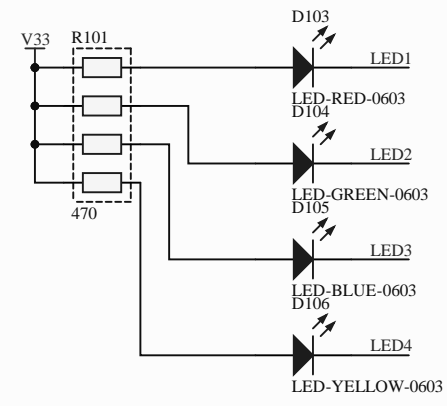 D103
V33
R101
LED1
LED-RED-0603
D104
LED2
LED-GREEN-0603
D105
470
LED3
LED-BLUE-0603
D106
LED4
LED-YELLOW-0603